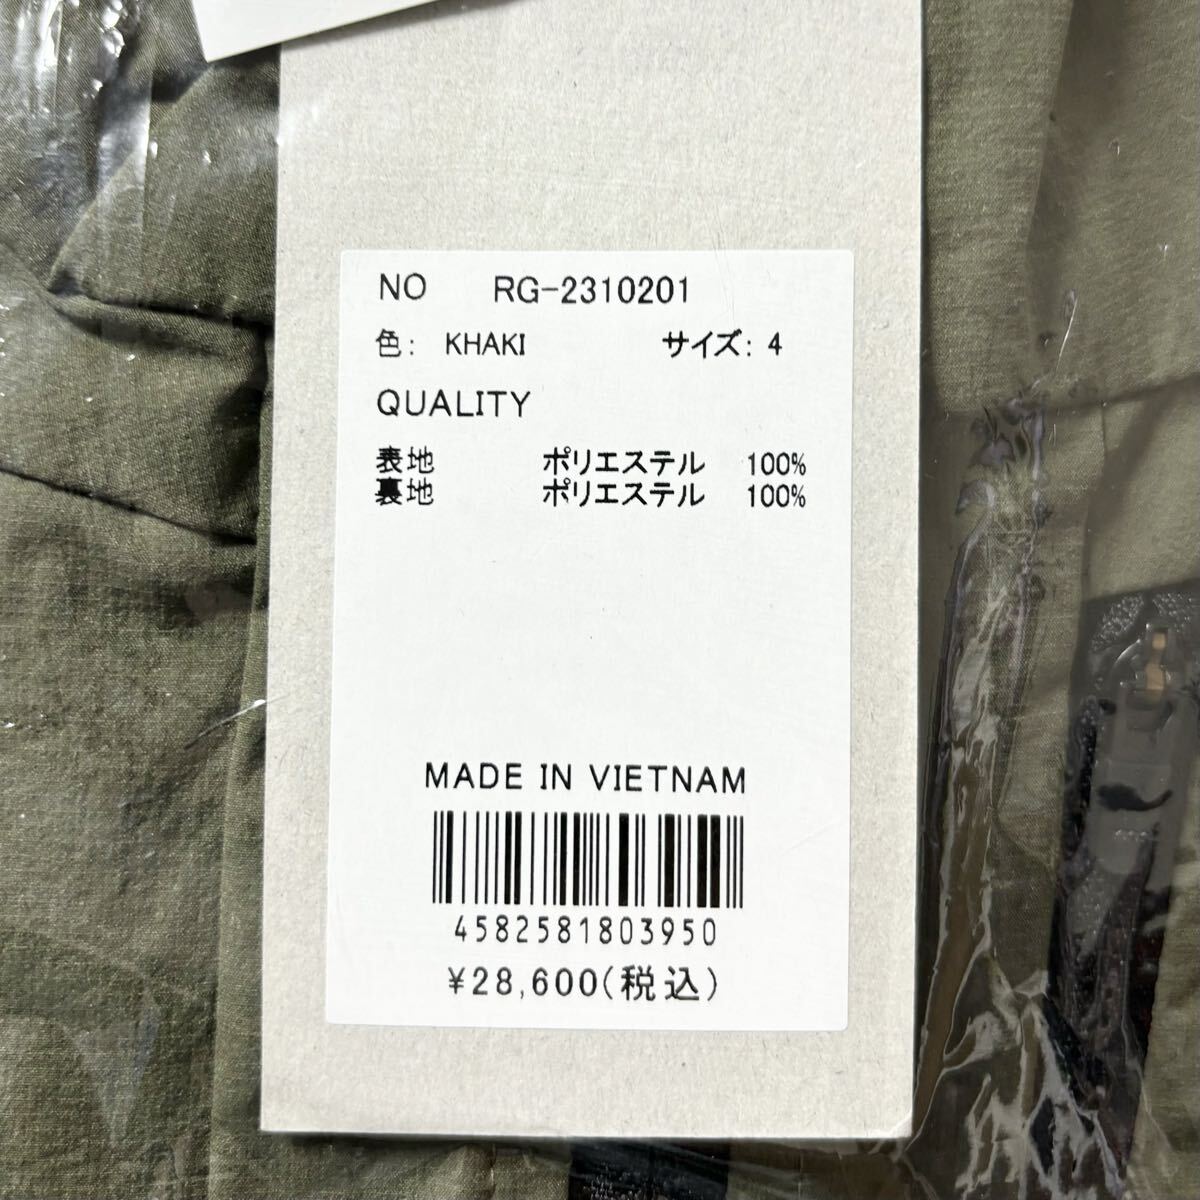 NO RG-2310201
色: KHAKI サイズ: 4
QUALITY
表地 ポリエステル 100%
裏地 ポリエステル 100%
MADE IN VIETNAM
4582581803950
¥28,600(税込)